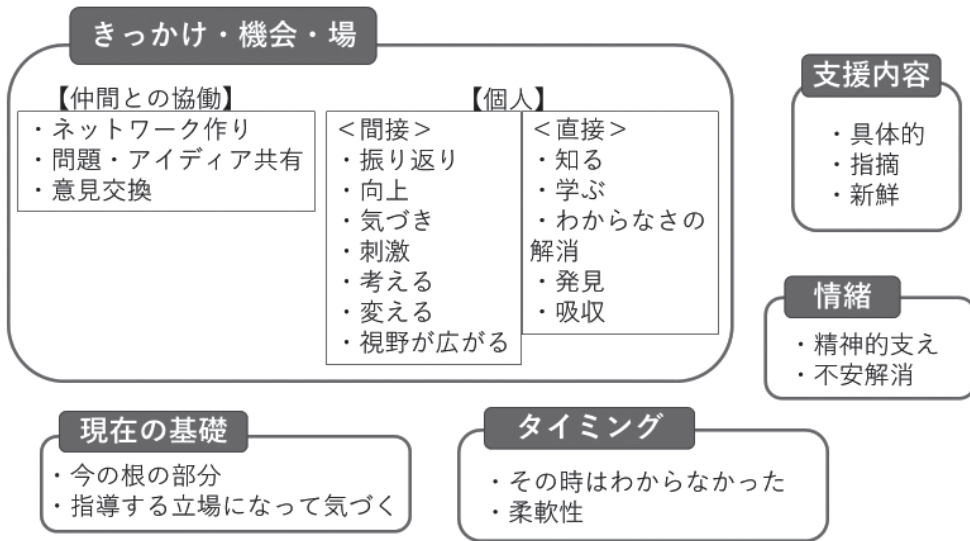 きっかけ・機会・場
【仲間との協働】
・ネットワーク作り
・問題・アイディア共有
・意見交換
【個人】
＜間接＞
・振り返り
・向上
・気づき
・刺激
・考える
・変える
・視野が広がる
＜直接＞
・知る
・学ぶ
・わからなさの
解消
・発見
・吸収
支援内容
・具体的
・指摘
・新鮮
情緒
・精神的支え
・不安解消
現在の基礎
・今の根の部分
・指導する立場になって気づく
タイミング
・その時はわからなかった
・柔軟性